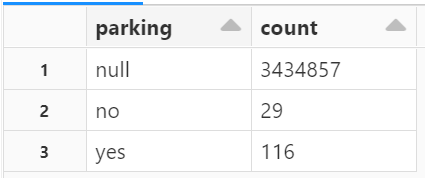 parking count
1 null 3434857
2 no 29
3 yes 116